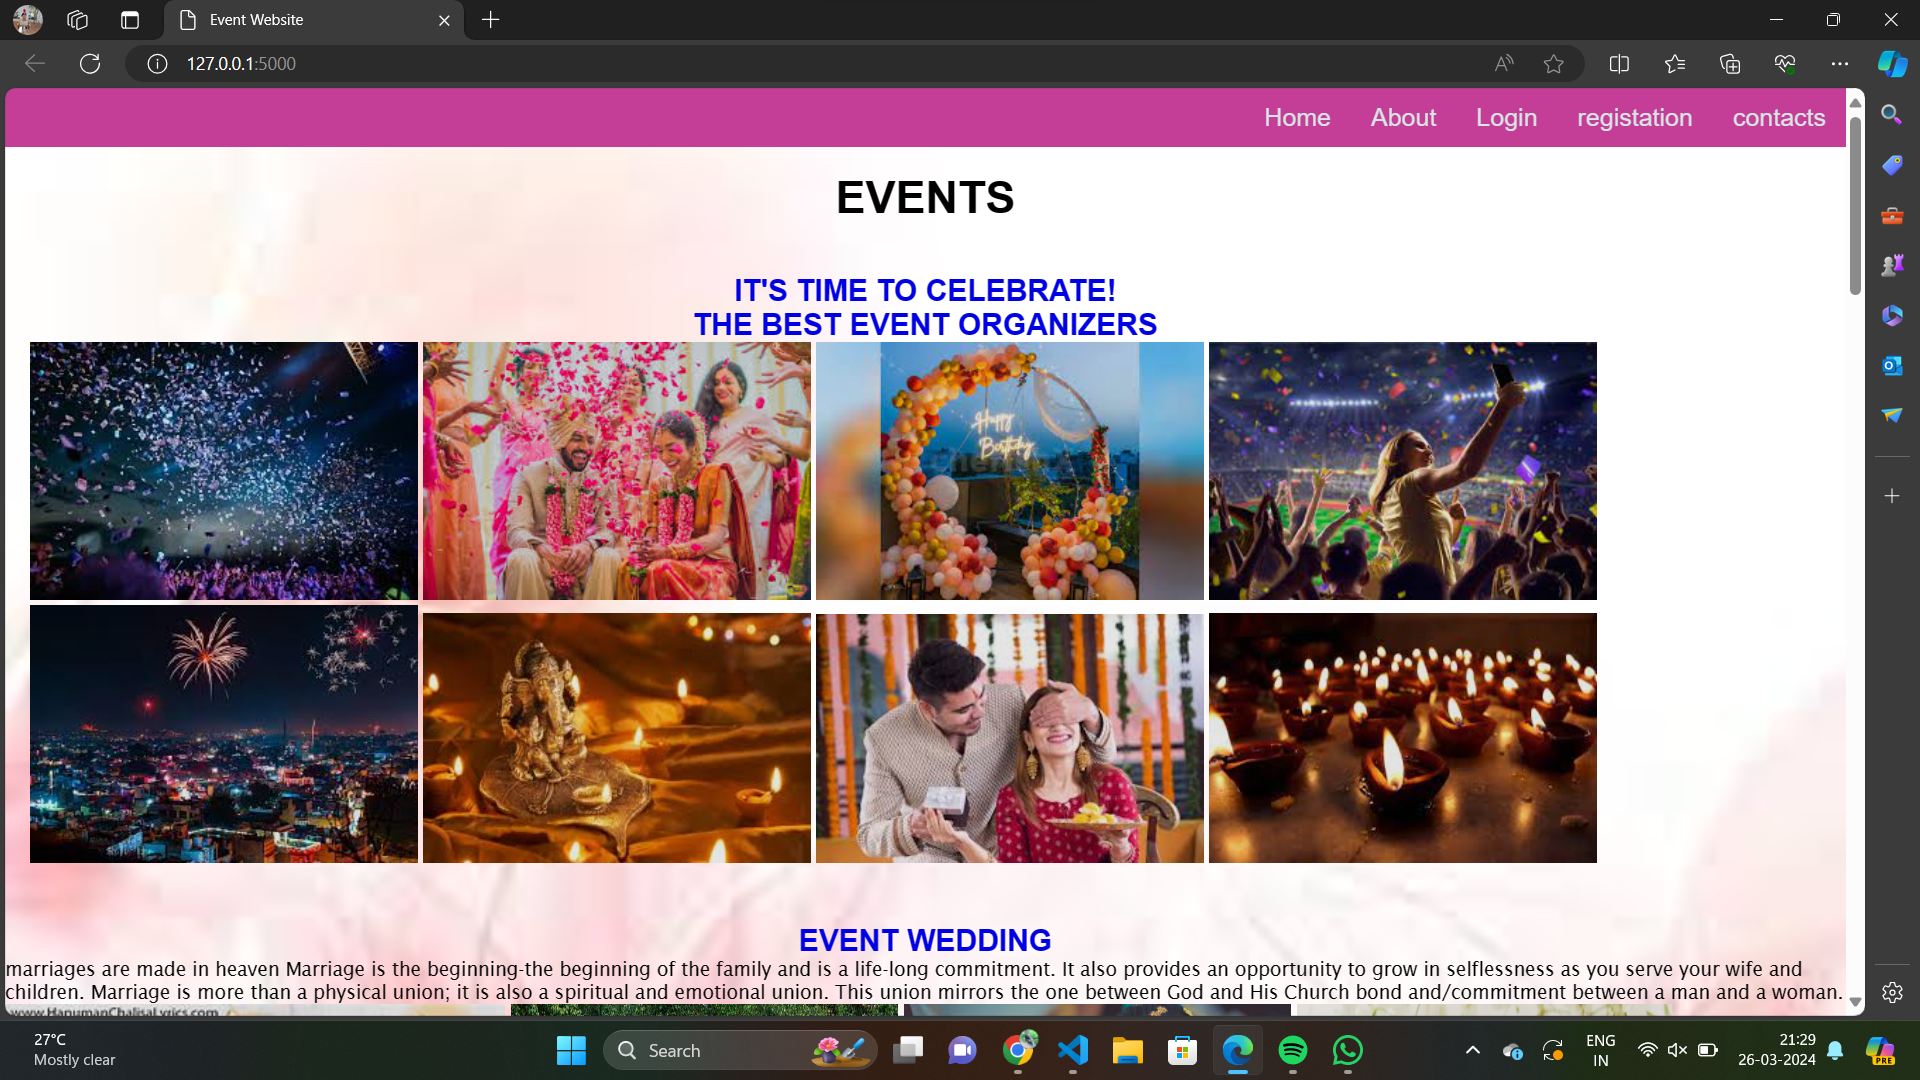 Event Website
127.0.0.1:5000
Home About Login registation contacts
EVENTS
IT'S TIME TO CELEBRATE!
THE BEST EVENT ORGANIZERS
Happy
Birthday
EVENT WEDDING
marriages are made in heaven Marriage is the beginning-the beginning of the family and is a life-long commitment. It also provides an opportunity to grow in selflessness as you serve your wife and
children. Marriage is more than a physical union; it is also a spiritual and emotional union. This union mirrors the one between God and His Church bond and/commitment between a man and a woman.
www.HanumanChalisaLyrics.com
27°C
Mostly clear
Search
ENG
IN
21:29
26-03-2024
PRE